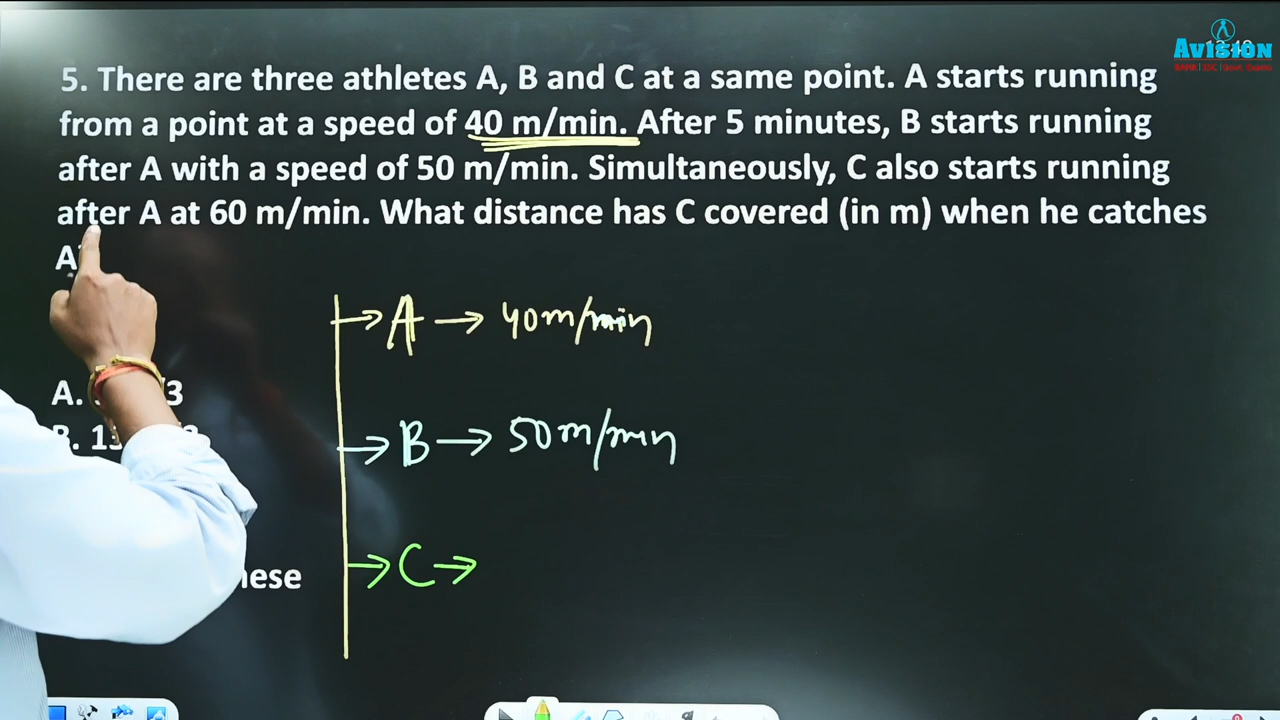 AVISION
5. There are three athletes A, B and C at a same point. A starts running
from a point at a speed of 40 m/min. After 5 minutes, B starts running
after A with a speed of 50 m/min. Simultaneously, C also starts running
after A at 60 m/min. What distance has C covered (in m) when he catches
A
→ A → 40m/min
A. /3
→ B → 50m/min
B.
→ C →